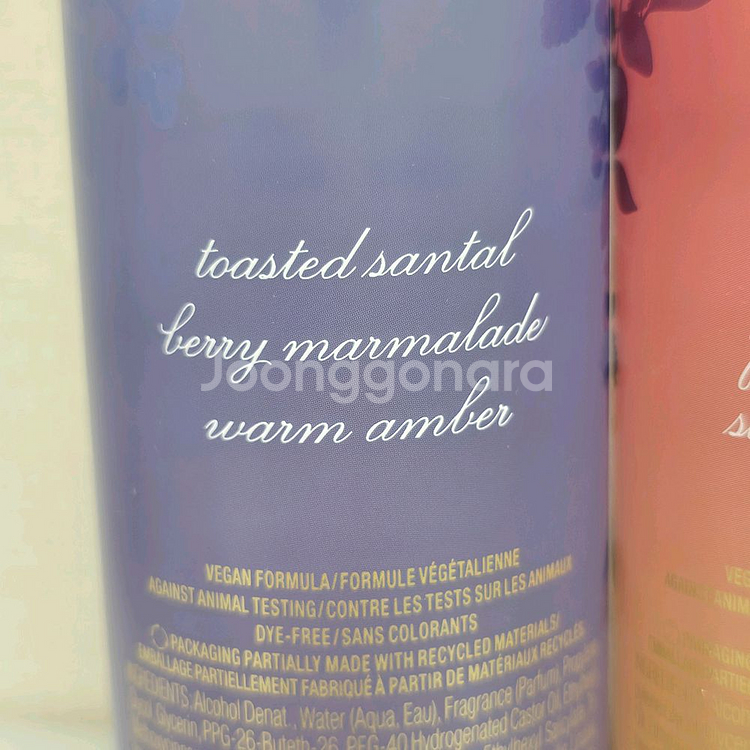 toasted santal
berry marmalade
Joonggonara
warm amber
VEGAN FORMULA/FORMULE VÉGÉTALIENNE
AGAINST ANIMAL TESTING/CONTRE LES TESTS SUR LES ANIMAUX
DYE-FREE/SANS COLORANTS
PACKAGING PARTIALLY MADE WITH RECYCLED MATERIALS/
EMBALLAGE PARTIELLEMENT FABRIQUÉ À PARTIR DE MATÉRIAUX RECYCLÉS
Alcohol Denat., Water (Aqua, Eau), Fragrance (Parfum),
Glycerin, PPG-26-Buteth-26, PEG-40 Hydrogenated Castor Oil,